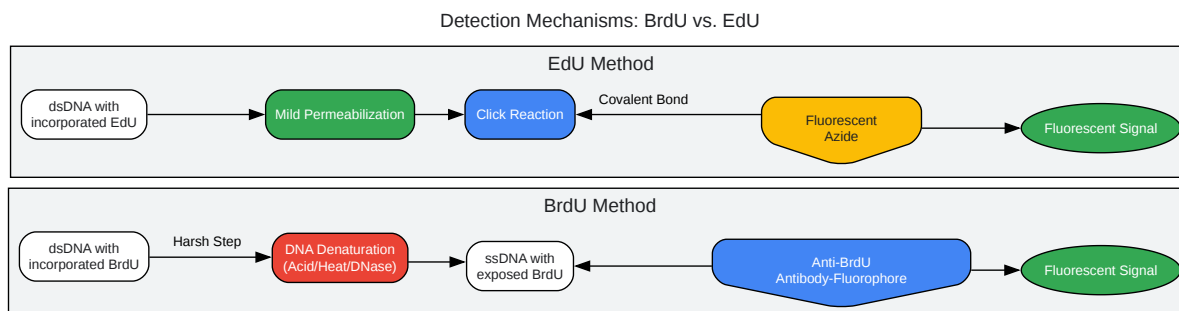 Detection Mechanisms: BrdU vs. EdU
EdU Method
dsDNA with
incorporated EdU
Mild Permeabilization
Click Reaction
Covalent Bond
Fluorescent
Azide
Fluorescent Signal
BrdU Method
dsDNA with
incorporated BrdU
Harsh Step
DNA Denaturation
(Acid/Heat/DNase)
ssDNA with
exposed BrdU
Anti-BrdU
Antibody-Fluorophore
Fluorescent Signal